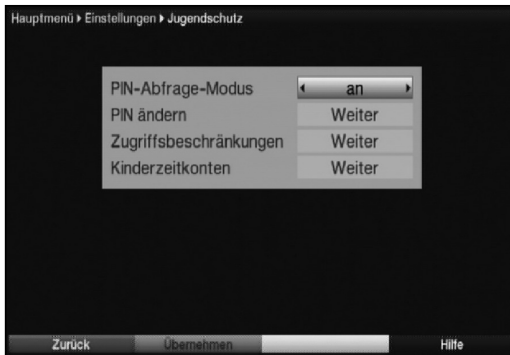 Hauptmenü ▸ Einstellungen ▸ Jugendschutz
PIN-Abfrage-Modus an
PIN ändern Weiter
Zugriffsbeschränkungen Weiter
Kinderzeitkonten Weiter
Zurück Übernehmen Hilfe